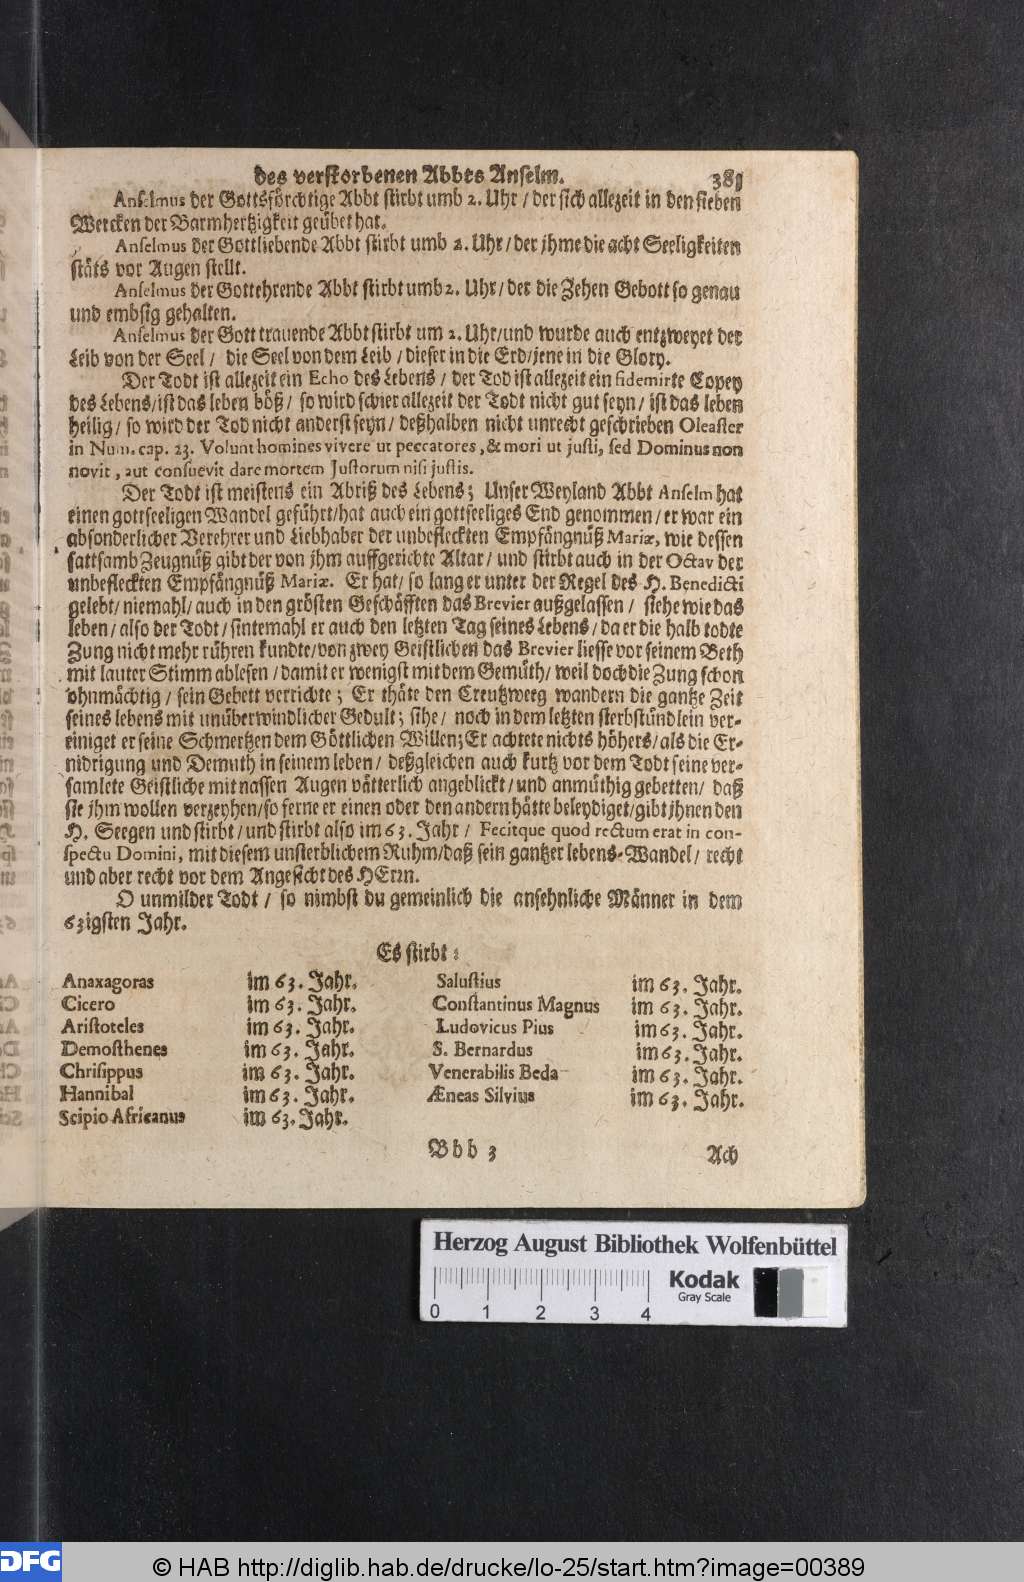 des verstorbenen Abbts Anselm. 381
Anselmus der Gottsförchtige Abbt stirbt umb 2. Uhr / der sich allezeit in den sieben
Wercken der Barmhertzigkeit geübet hat.
Anselmus der Gottliebende Abbt stirbt umb 2. Uhr / der jhme die acht Seeligkeiten
stäts vor Augen stellt.
Anselmus der Gottehrende Abbt stirbt umb 2. Uhr / der die Zehen Gebott so genau
und embsig gehalten.
Anselmus der Gott trauende Abbt stirbt um 2. Uhr/und wurde auch entzweyet der
Leib von der Seel / die Seel von dem Leib / dieser in die Erd/jene in die Glory.
Der Todt ist allezeit ein Echo des Lebens / der Tod ist allezeit ein fidemirte Copey
des Lebens/ist das leben böß / so wird schier allezeit der Todt nicht gut seyn / ist das leben
heilig / so wird der Tod nicht anderst seyn / deßhalben nicht unrecht geschrieben Oleaster
in Num. cap. 23. Volunt homines vivere ut peccatores, & mori ut justi, sed Dominus non
novit, aut consuevit dare mortem Justorum nisi justis.
Der Todt ist meistens ein Abriß des Lebens; Unser Weyland Abbt Anselm hat
einen gottseeligen Wandel geführt/hat auch ein gottseeliges End genommen / er war ein
absonderlicher Verehrer und Liebhaber der unbefleckten Empfängnüß Mariæ, wie dessen
sattsamb Zeugnüß gibt der von jhm auffgerichte Altar / und stirbt auch in der Octav der
unbefleckten Empfängnüß Mariæ. Er hat / so lang er unter der Regel des H. Benedicti
gelebt / niemahl / auch in den grösten Geschäfften das Brevier außgelassen / siehe wie das
leben / also der Todt / sintemahl er auch den letzten Tag seines Lebens / da er die halb todte
Zung nicht mehr rühren kundte/von zwey Geistlichen das Brevier liesse vor seinem Beth
mit lauter Stimm ablesen / damit er wenigst mit dem Gemüth / weil doch die Zung schon
ohnmächtig / sein Gebett verrichte; Er thäte den Creutzweeg wandern die gantze Zeit
seines lebens mit unüberwindlicher Gedult; sihe / noch in dem letzten sterbstündlein ver-
einiget er seine Schmertzen dem Göttlichen Willen; Er achtete nichts höhers/als die Er-
nidrigung und Demuth in seinem leben / deßgleichen auch kurtz vor dem Todt seine ver-
samlete Geistliche mit nassen Augen vätterlich angeblickt / und anmüthig gebetten / daß
sie jhm wollen verzeyhen/so ferne er einen oder den andern hätte beleydiget/gibt jhnen den
H. Seegen und stirbt / und stirbt also im 63. Jahr / Fecitque quod rectum erat in con-
spectu Domini, mit diesem unsterblichem Ruhm/daß sein gantzer lebens-Wandel / recht
und aber recht vor dem Angesicht des HErrn.
O unmilder Todt / so nimbst du gemeinlich die ansehnliche Männer in dem
63igsten Jahr.
Es stirbt:
Anaxagoras im 63. Jahr.
Cicero im 63. Jahr.
Aristoteles im 63. Jahr.
Demosthenes im 63. Jahr.
Chrisippus im 63. Jahr.
Hannibal im 63. Jahr.
Scipio Africanus im 63. Jahr.
Salustius im 63. Jahr.
Constantinus Magnus im 63. Jahr.
Ludovicus Pius im 63. Jahr.
S. Bernardus im 63. Jahr.
Venerabilis Beda im 63. Jahr.
Æneas Silvius im 63. Jahr.
Bbb 3 Ach
Herzog August Bibliothek Wolfenbüttel
0 1 2 3 4
Kodak
Gray Scale
DFG
© HAB http://diglib.hab.de/drucke/lo-25/start.htm?image=00389